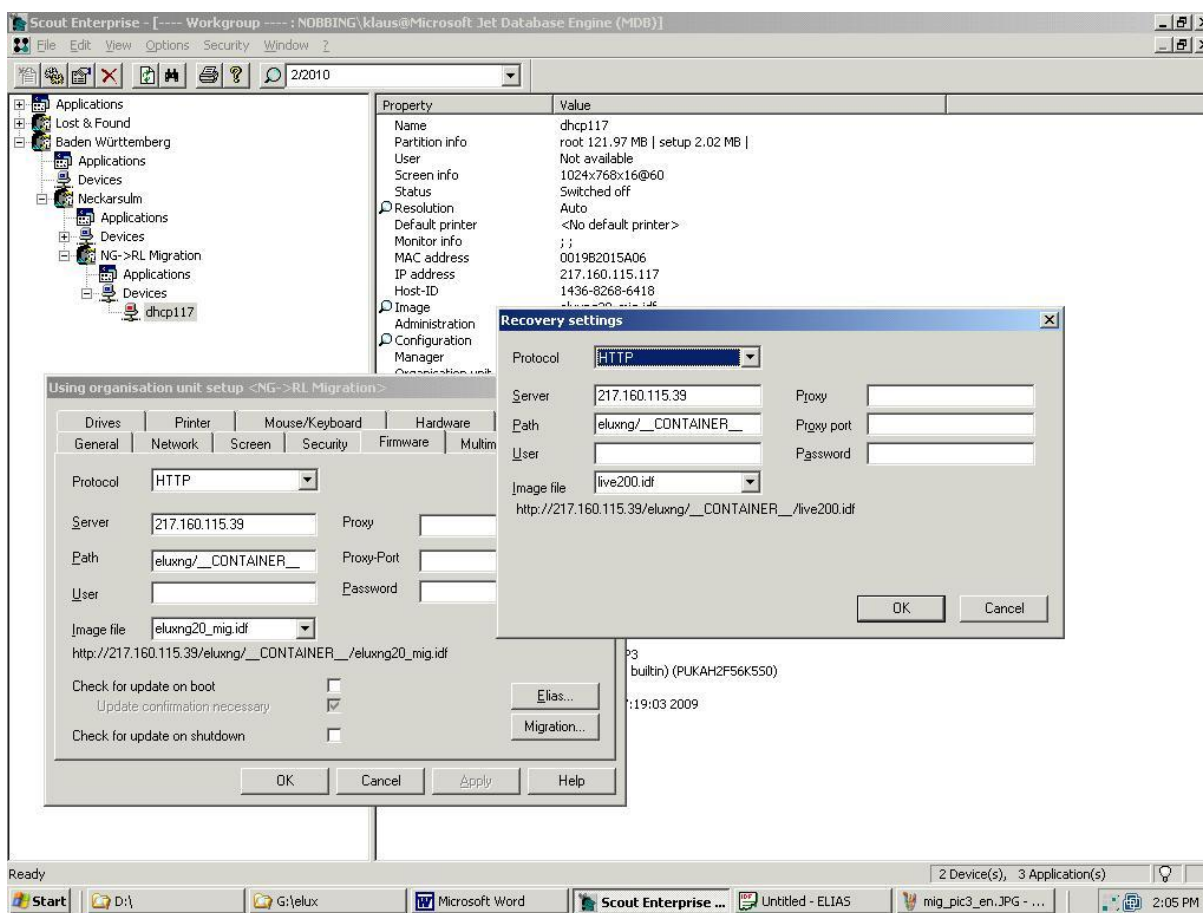 Scout Enterprise - [---- Workgroup ---- : NOBBING\klaus@Microsoft Jet Database Engine (MDB)]
File Edit View Options Security Window ?
2/2010
Applications
Lost & Found
Baden Württemberg
Applications
Devices
Neckarsulm
Applications
Devices
NG->RL Migration
Applications
Devices
dhcp117
Property Value
Name dhcp117
Partition info root 121.97 MB | setup 2.02 MB |
User Not available
Screen info 1024x768x16@60
Status Switched off
Resolution Auto
Default printer <No default printer>
Monitor info ; ;
MAC address 0019B2015A06
IP address 217.160.115.117
Host-ID 1436-8268-6418
Image
Administration
Configuration
Manager
Organisation unit
P3
builtin) (PUKAH2F56K5S0)
:19:03 2009
Using organisation unit setup <NG->RL Migration>
Drives Printer Mouse/Keyboard Hardware
General Network Screen Security Firmware Multim
Protocol HTTP
Server 217.160.115.39 Proxy
Path eluxng/__CONTAINER__ Proxy-Port
User Password
Image file eluxng20_mig.idf
http://217.160.115.39/eluxng/__CONTAINER__/eluxng20_mig.idf
Check for update on boot
Update confirmation necessary
Check for update on shutdown
Elias...
Migration...
OK Cancel Apply Help
Recovery settings
Protocol HTTP
Server 217.160.115.39 Proxy
Path eluxng/__CONTAINER__ Proxy port
User Password
Image file live200.idf
http://217.160.115.39/eluxng/__CONTAINER__/live200.idf
OK Cancel
Ready 2 Device(s), 3 Application(s)
Start D:\ G:\elux Microsoft Word Scout Enterprise ... Untitled - ELIAS mig_pic3_en.JPG - ... 2:05 PM